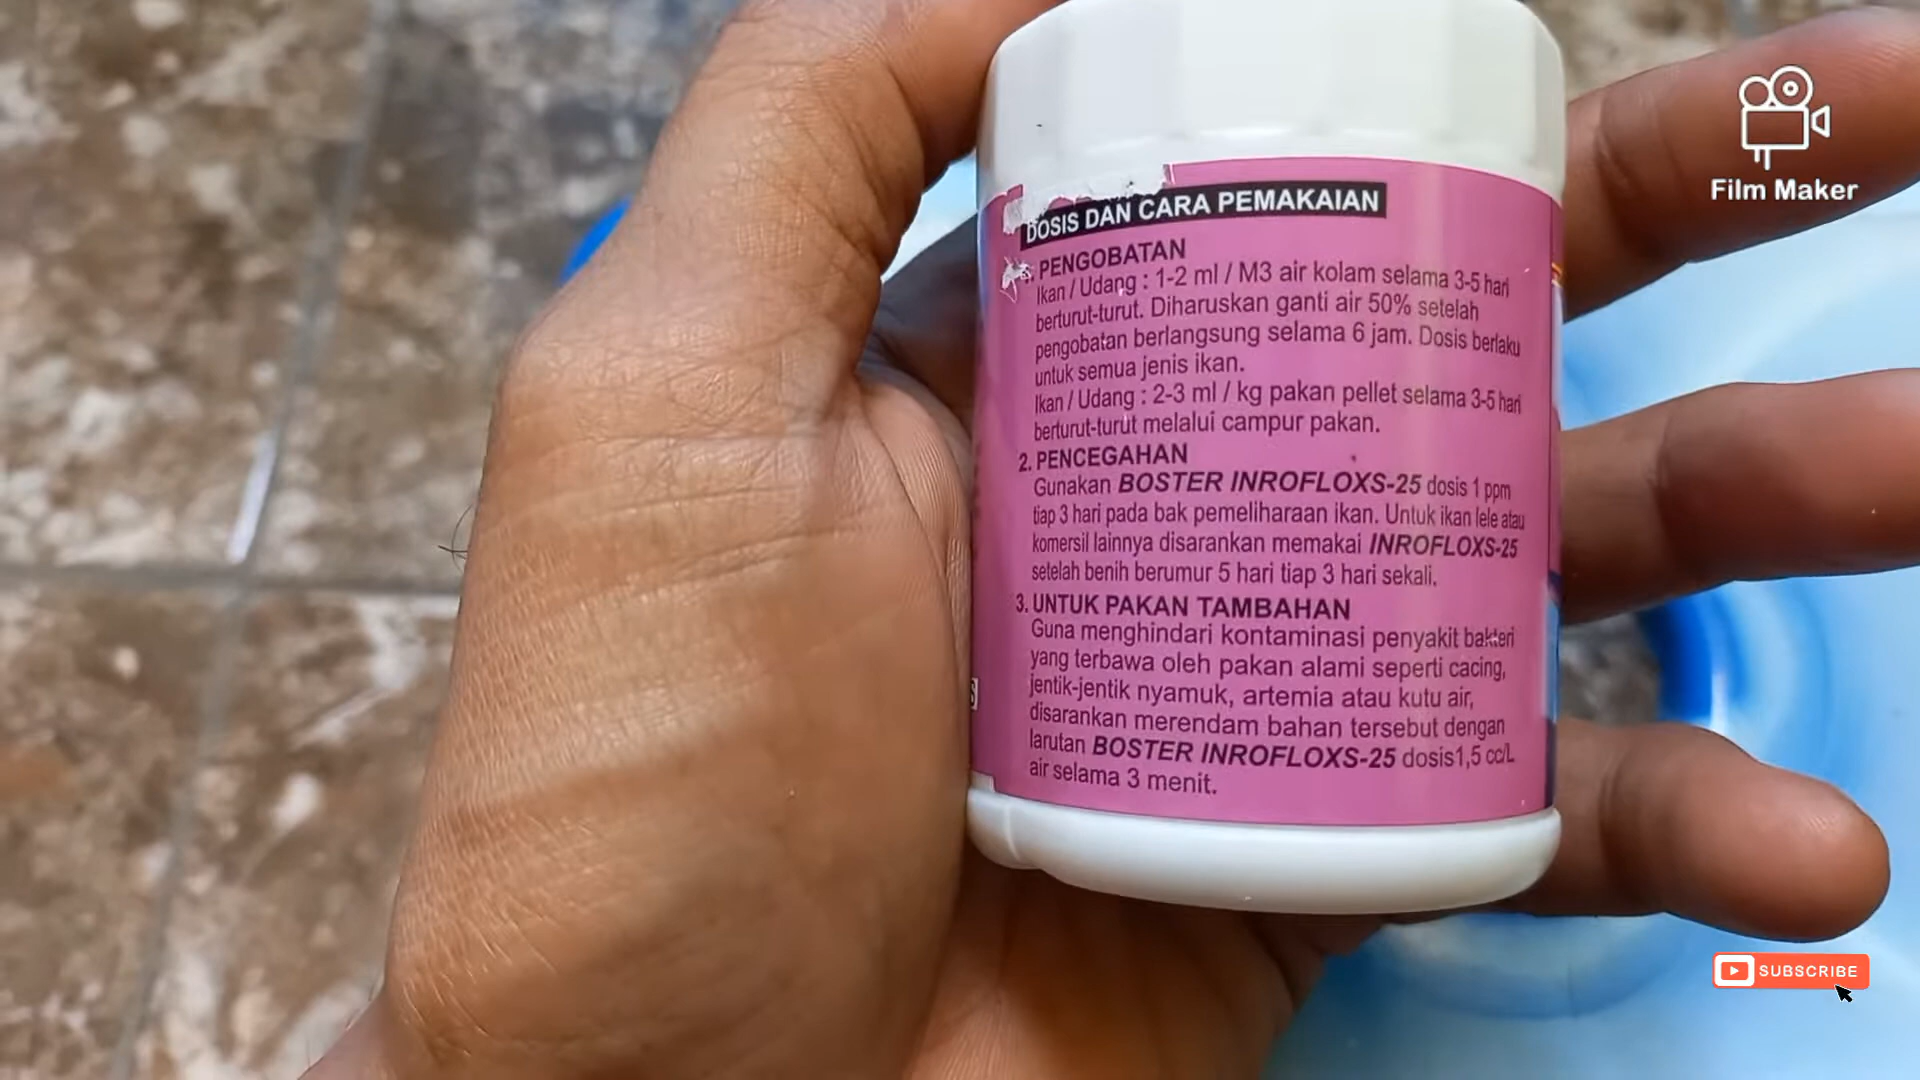 DOSIS DAN CARA PEMAKAIAN
PENGOBATAN
Ikan / Udang : 1-2 ml / M3 air kolam selama 3-5 hari
berturut-turut. Diharuskan ganti air 50% setelah
pengobatan berlangsung selama 6 jam. Dosis berlaku
untuk semua jenis ikan.
Ikan / Udang : 2-3 ml / kg pakan pellet selama 3-5 hari
berturut-turut melalui campur pakan.
2. PENCEGAHAN
Gunakan BOSTER INROFLOXS-25 dosis 1 ppm
tiap 3 hari pada bak pemeliharaan ikan. Untuk ikan lele atau
komersil lainnya disarankan memakai INROFLOXS-25
setelah benih berumur 5 hari tiap 3 hari sekali.
3. UNTUK PAKAN TAMBAHAN
Guna menghindari kontaminasi penyakit bakteri
yang terbawa oleh pakan alami seperti cacing,
jentik-jentik nyamuk, artemia atau kutu air,
disarankan merendam bahan tersebut dengan
larutan BOSTER INROFLOXS-25 dosis1,5 cc/L
air selama 3 menit.
Film Maker
SUBSCRIBE